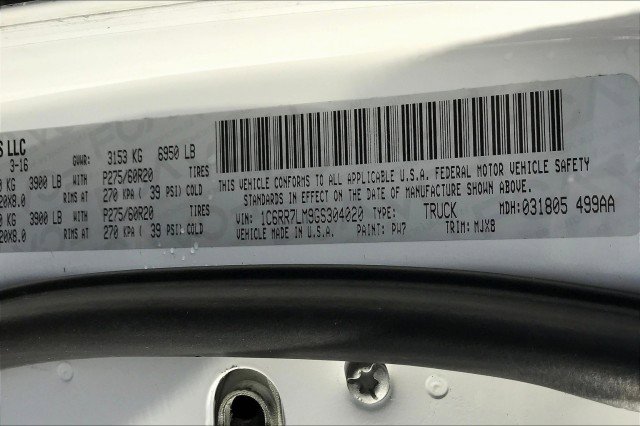 S LLC
3-16 GVWR: 3153 KG 6950 LB
KG 3900 LB WITH P275/60R20 TIRES
20X8.0 RIMS AT 270 KPA ( 39 PSI) COLD
KG 3900 LB WITH P275/60R20 TIRES
20X9.0 RIMS AT 270 KPA ( 39 PSI) COLD
THIS VEHICLE CONFORMS TO ALL APPLICABLE U.S.A. FEDERAL MOTOR VEHICLE SAFETY
STANDARDS IN EFFECT ON THE DATE OF MANUFACTURE SHOWN ABOVE.
VIN: 1C6RR7LM9GS304020 TYPE: TRUCK MDH: 031805 499AA
VEHICLE MADE IN U.S.A. PAINT: PW7 TRIM: MJX8